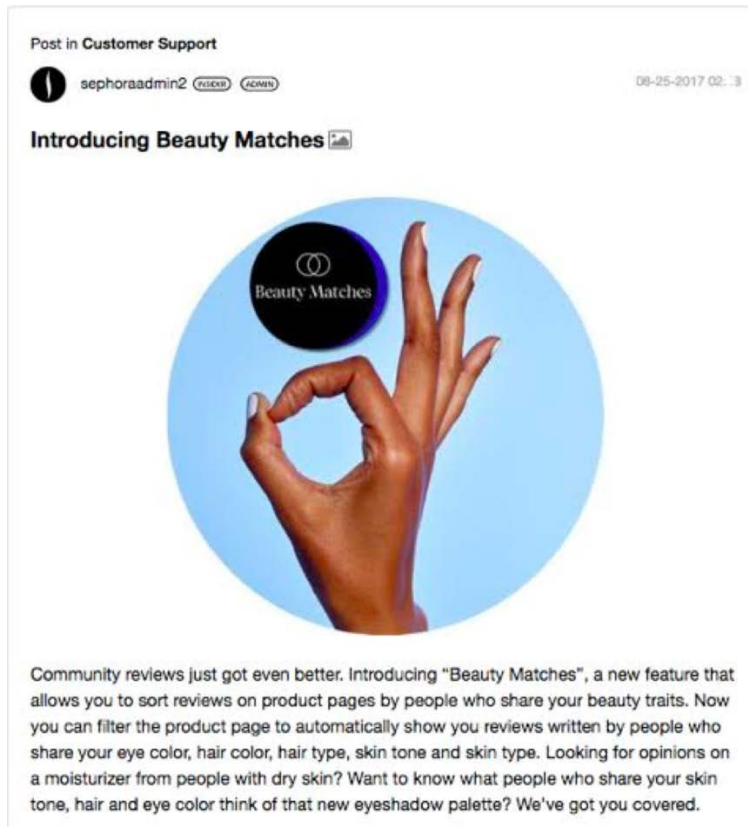 Post in Customer Support
sephoraadmin2 INSIDER ADMIN
08-25-2017
Introducing Beauty Matches
Beauty Matches
Community reviews just got even better. Introducing “Beauty Matches”, a new feature that
allows you to sort reviews on product pages by people who share your beauty traits. Now
you can filter the product page to automatically show you reviews written by people who
share your eye color, hair color, hair type, skin tone and skin type. Looking for opinions on
a moisturizer from people with dry skin? Want to know what people who share your skin
tone, hair and eye color think of that new eyeshadow palette? We've got you covered.